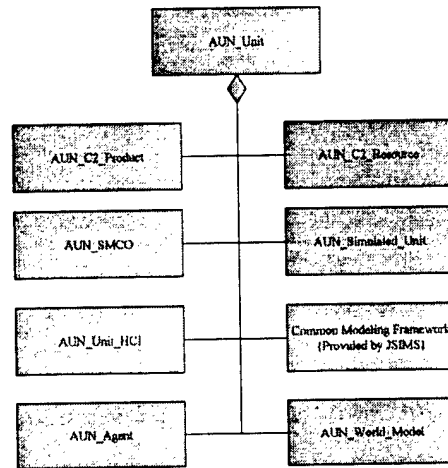 AUN_Unit
AUN_C2_Product
AUN_C2_Resource
AUN_SMCO
AUN_Simulated_Unit
AUN_Unit_HCI
Common Modeling Framework
{Provided by JSIMS}
AUN_Agent
AUN_World_Model